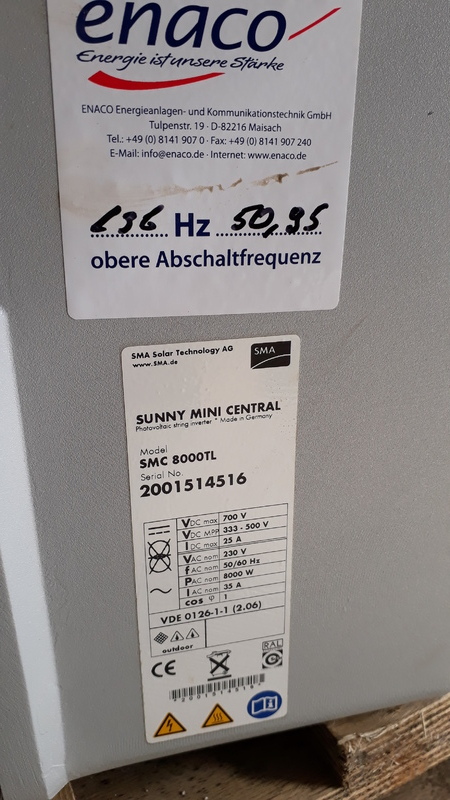 enaco
Energie ist unsere Stärke
ENACO Energieanlagen- und Kommunikationstechnik GmbH
Tulpenstr. 19 · D-82216 Maisach
Tel.: +49 (0) 8141 907 0 · Fax: +49 (0) 8141 907 240
E-Mail: info@enaco.de · Internet: www.enaco.de
Hz 50,95
obere Abschaltfrequenz
SMA Solar Technology AG
www.SMA.de
SMA
SUNNY MINI CENTRAL
Photovoltaic string inverter * Made in Germany
Model
SMC 8000TL
Serial No.
2001514516
VDC max 700 V
VDC MPP 333 - 500 V
IDC max 25 A
VAC nom 230 V
fAC nom 50/60 Hz
PAC nom 8000 W
IAC nom 35 A
cos φ 1
VDE 0126-1-1 (2.06)
outdoor
CE
RAL